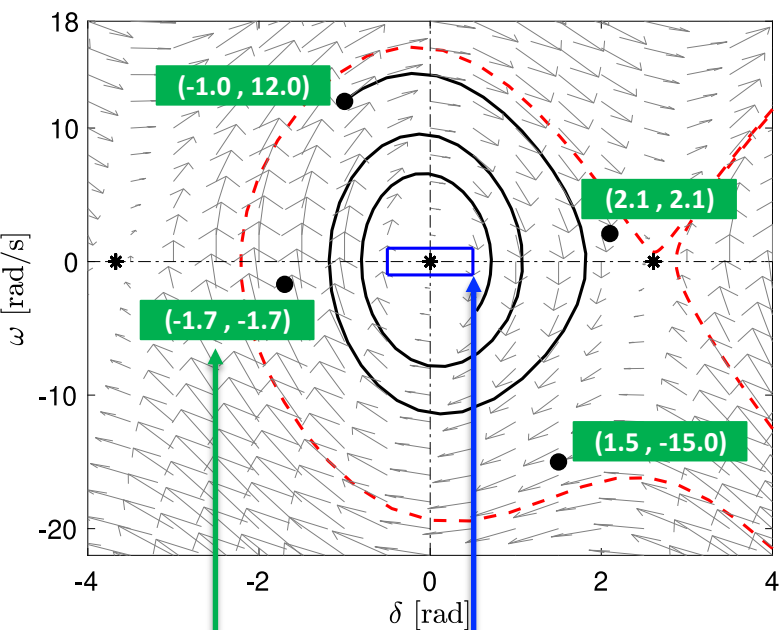 18
(-1.0 , 12.0)
10
(2.1 , 2.1)
0
ω [rad/s]
(-1.7 , -1.7)
-10
(1.5 , -15.0)
-20
-4
-2
0
2
4
δ [rad]